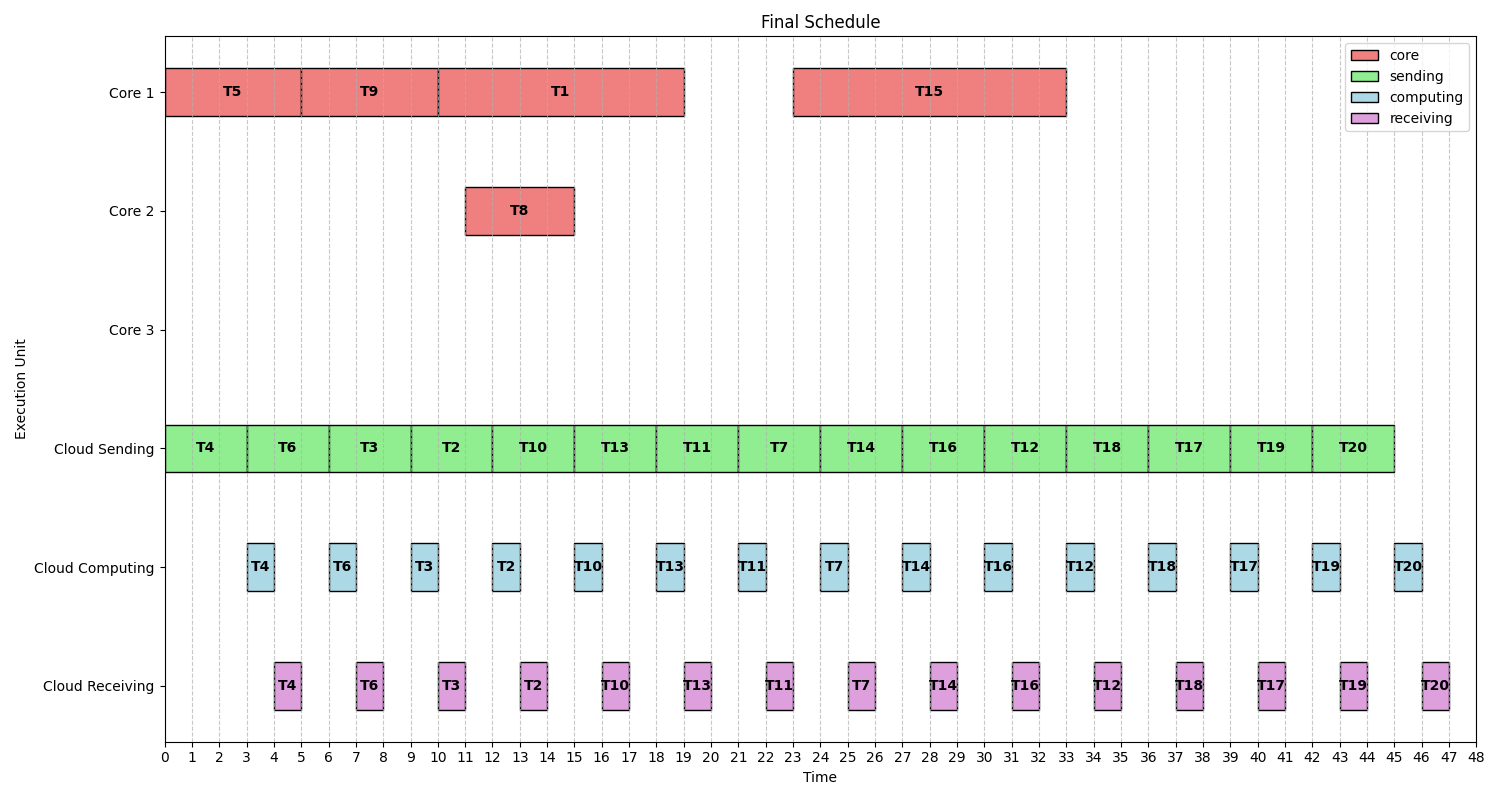 Final Schedule
core
sending
computing
receiving
Core 1
T5 T9 T1 T15
Core 2
T8
Core 3
Cloud Sending
T4 T6 T3 T2 T10 T13 T11 T7 T14 T16 T12 T18 T17 T19 T20
Cloud Computing
T4 T6 T3 T2 T10 T13 T11 T7 T14 T16 T12 T18 T17 T19 T20
Cloud Receiving
T4 T6 T3 T2 T10 T13 T11 T7 T14 T16 T12 T18 T17 T19 T20
0 1 2 3 4 5 6 7 8 9 10 11 12 13 14 15 16 17 18 19 20 21 22 23 24 25 26 27 28 29 30 31 32 33 34 35 36 37 38 39 40 41 42 43 44 45 46 47 48
Time
Execution Unit